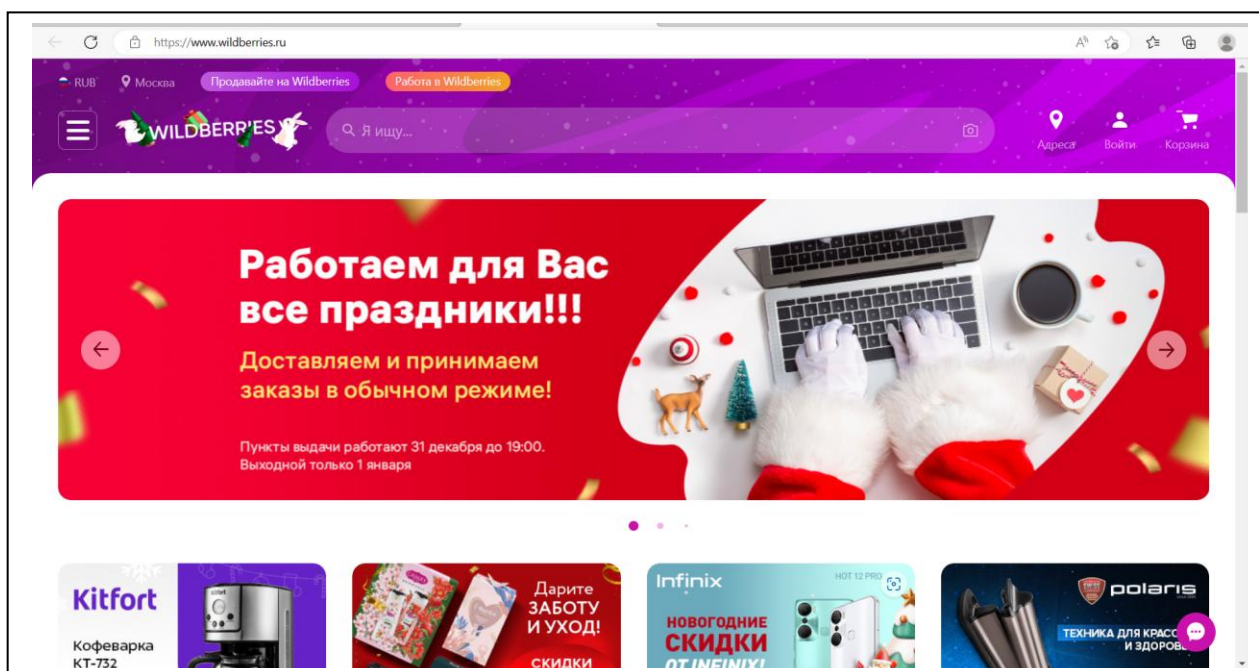 https://www.wildberries.ru
RUB
Москва
Продавайте на Wildberries
Работа в Wildberries
WILDBERRIES
Я ищу...
Адреса
Войти
Корзина
Работаем для Вас
все праздники!!!
Доставляем и принимаем
заказы в обычном режиме!
Пункты выдачи работают 31 декабря до 19:00.
Выходной только 1 января
Kitfort
Кофеварка
КТ-732
Дарите
ЗАБОТУ
И УХОД!
СКИДКИ
Infinix
HOT 12 PRO
НОВОГОДНИЕ
СКИДКИ
ОТ INFINIX!
polaris
ТЕХНИКА ДЛЯ КРАСО
И ЗДОРОВ